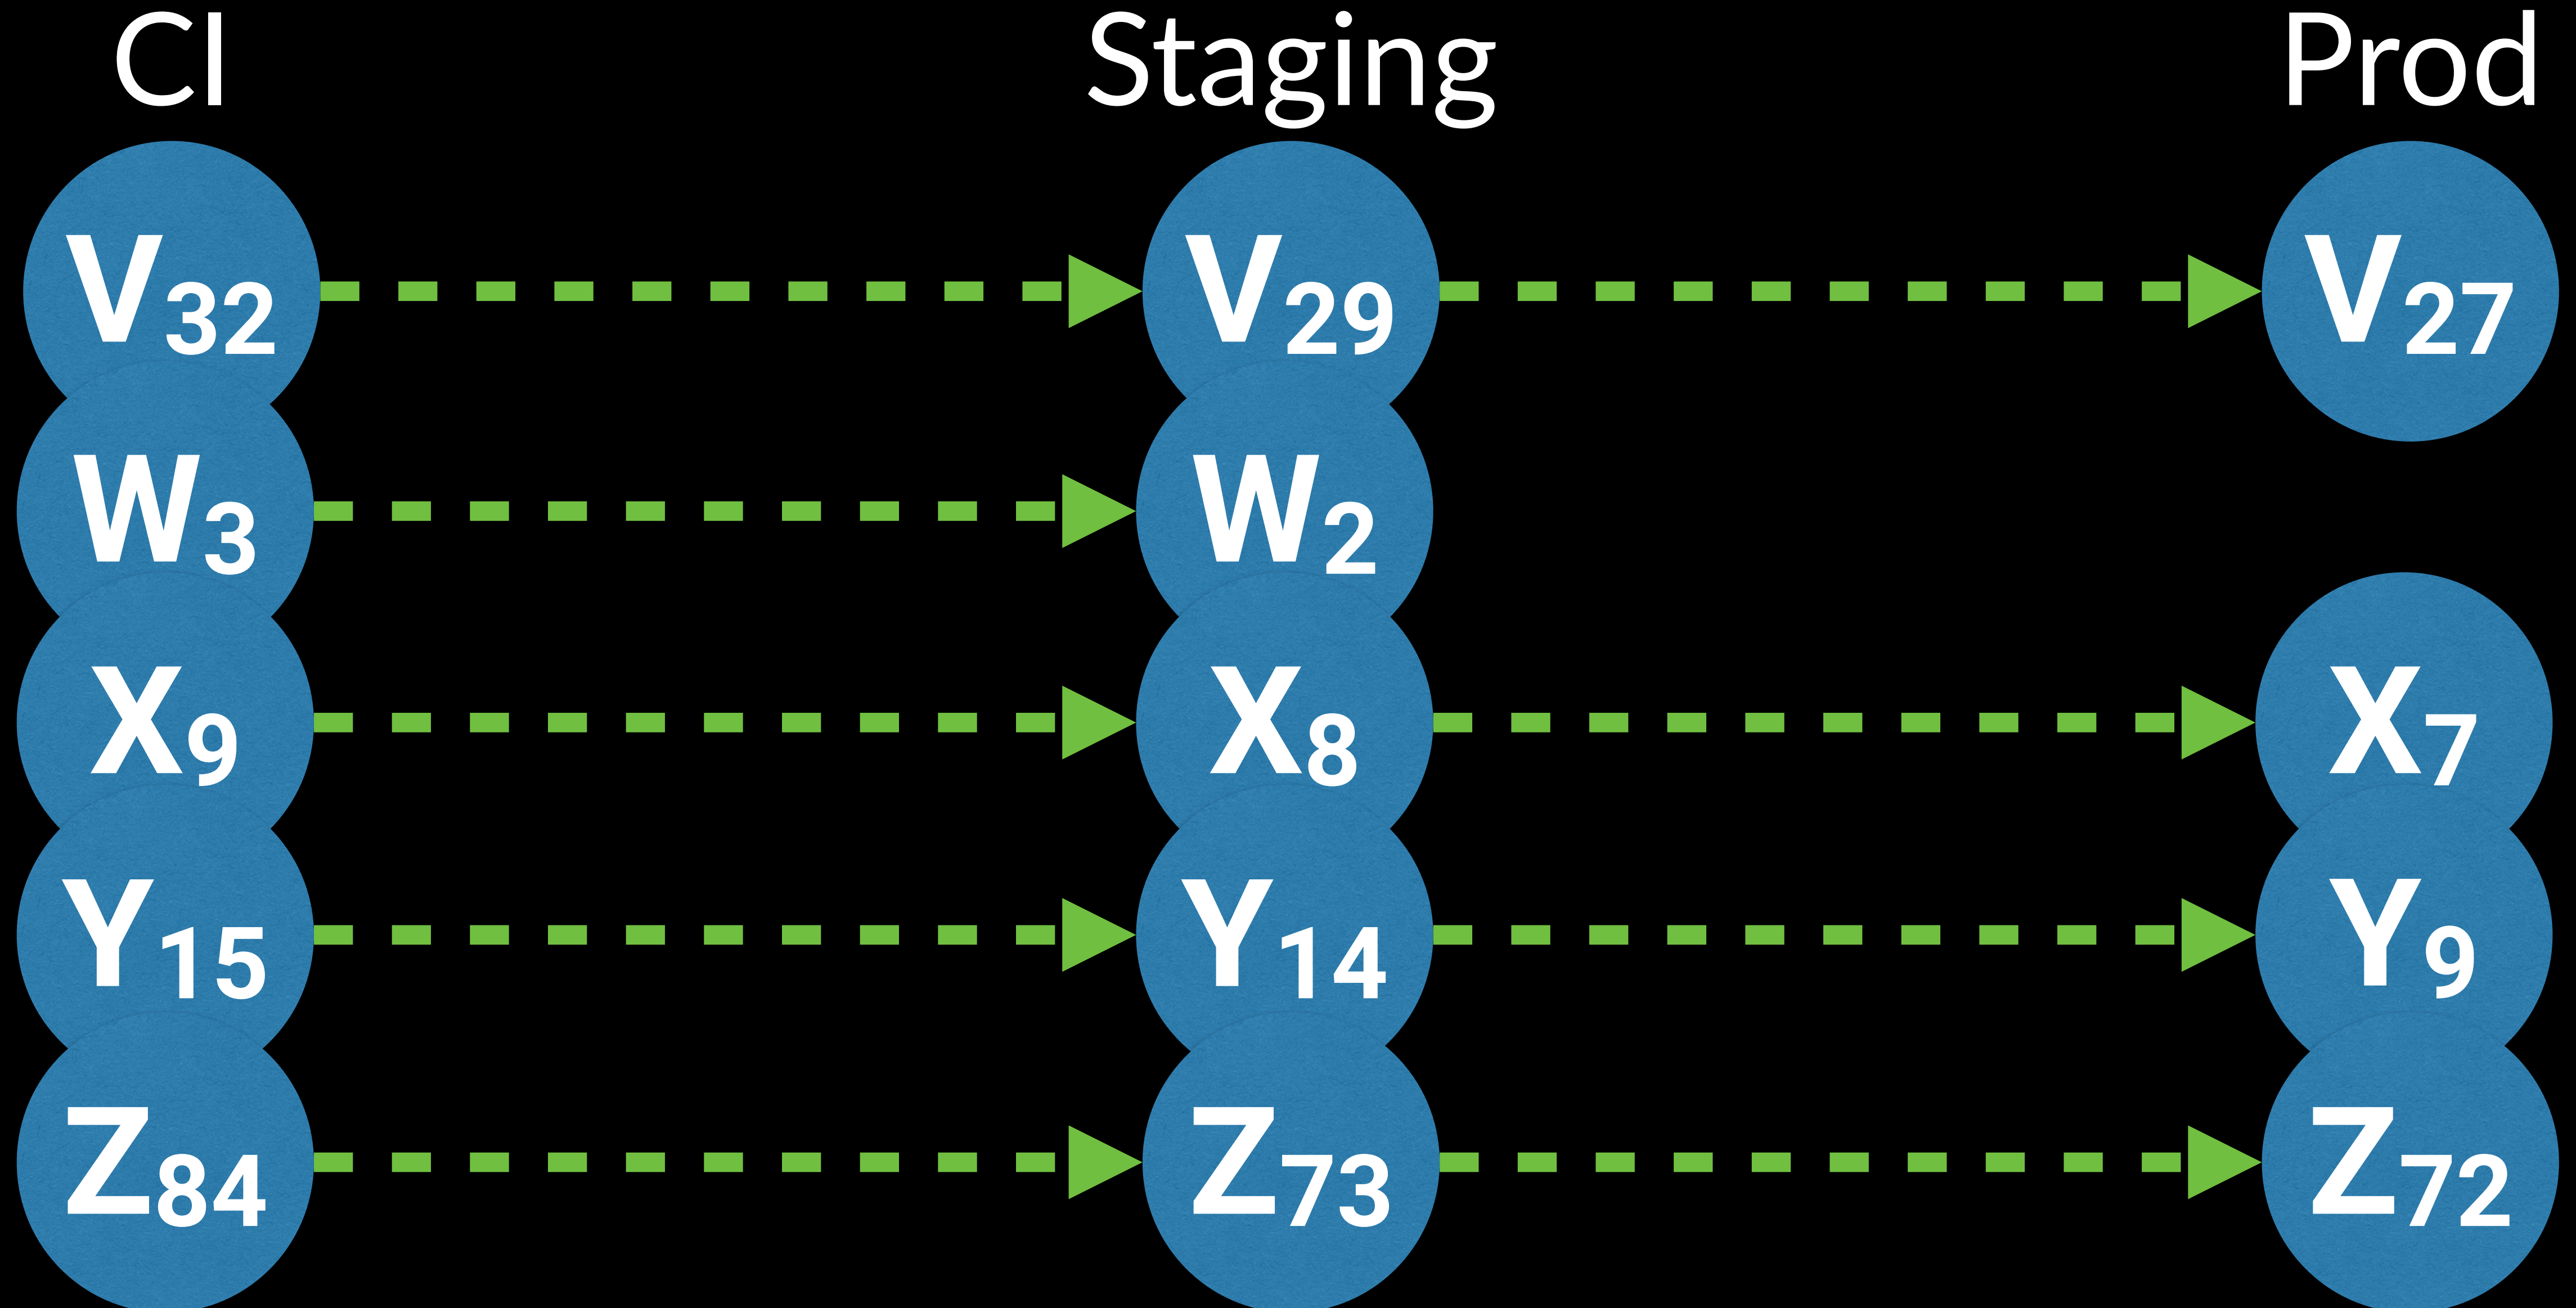 CI Staging Prod
V32 V29 V27
W3 W2
X9 X8 X7
Y15 Y14 Y9
Z84 Z73 Z72